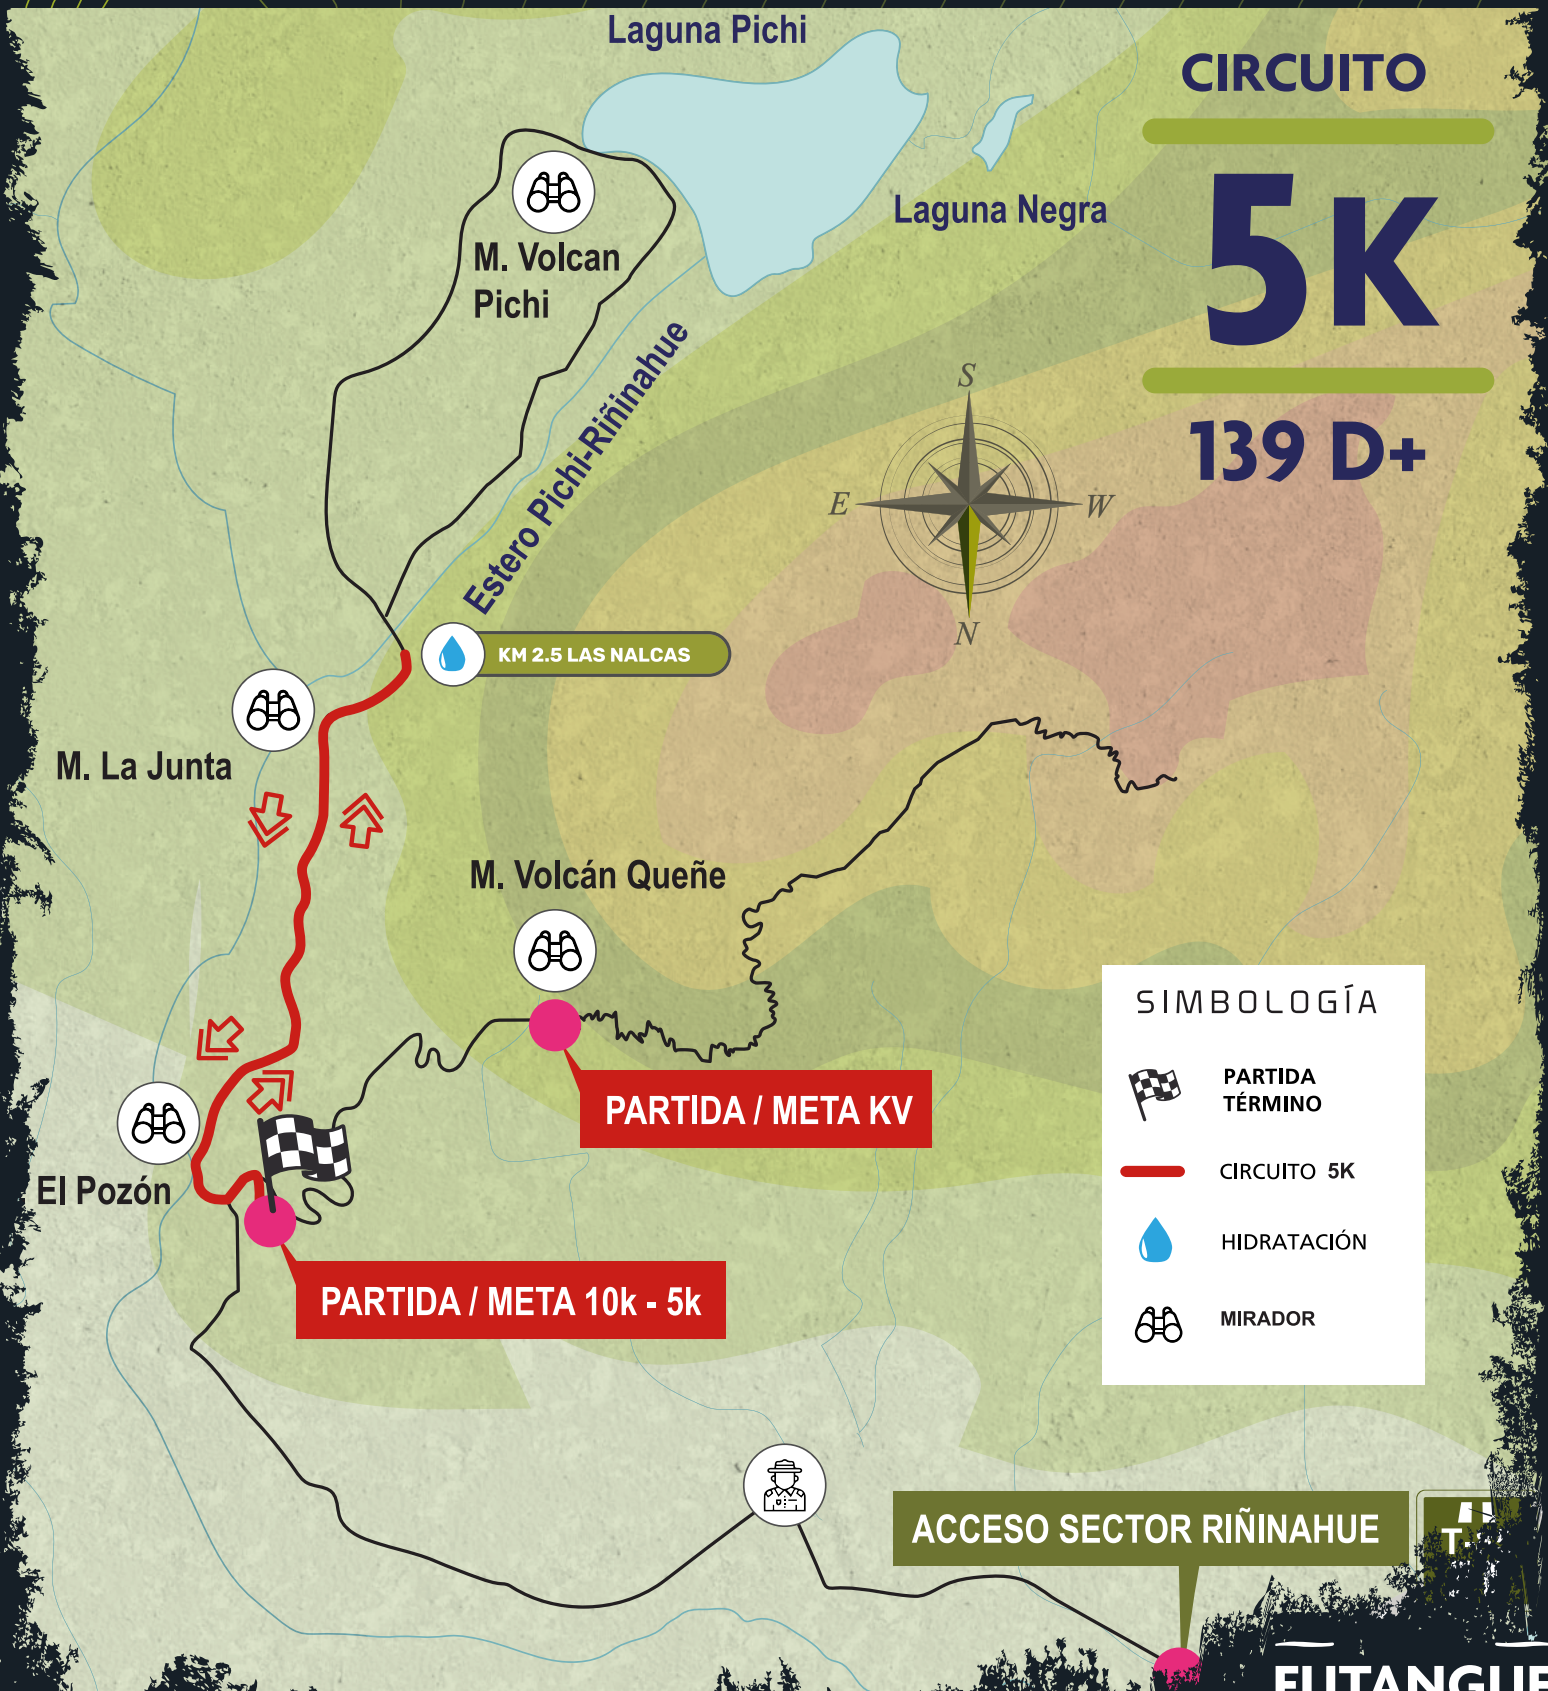 Laguna Pichi
CIRCUITO
5K
139 D+
Laguna Negra
M. Volcan
Pichi
Estero Pichi-Riñinahue
S
E
W
N
KM 2.5 LAS NALCAS
M. La Junta
M. Volcán Queñe
SIMBOLOGÍA
PARTIDA
TÉRMINO
CIRCUITO 5K
HIDRATACIÓN
MIRADOR
PARTIDA / META KV
El Pozón
PARTIDA / META 10k - 5k
ACCESO SECTOR RIÑINAHUE
FUTANGUE